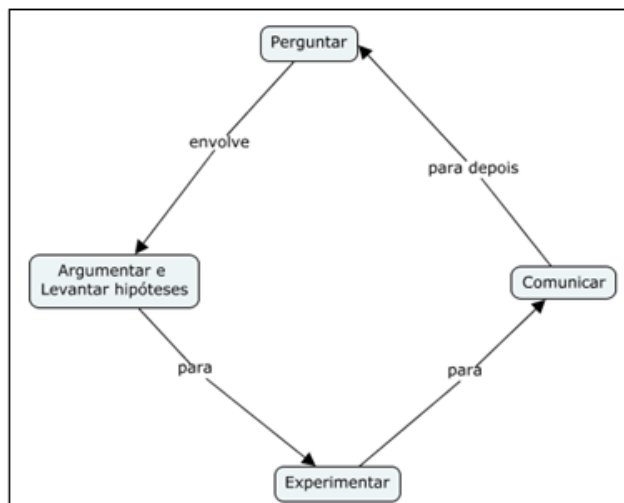 Perguntar
envolve
para depois
Argumentar e
Levantar hipóteses
Comunicar
para
para
Experimentar